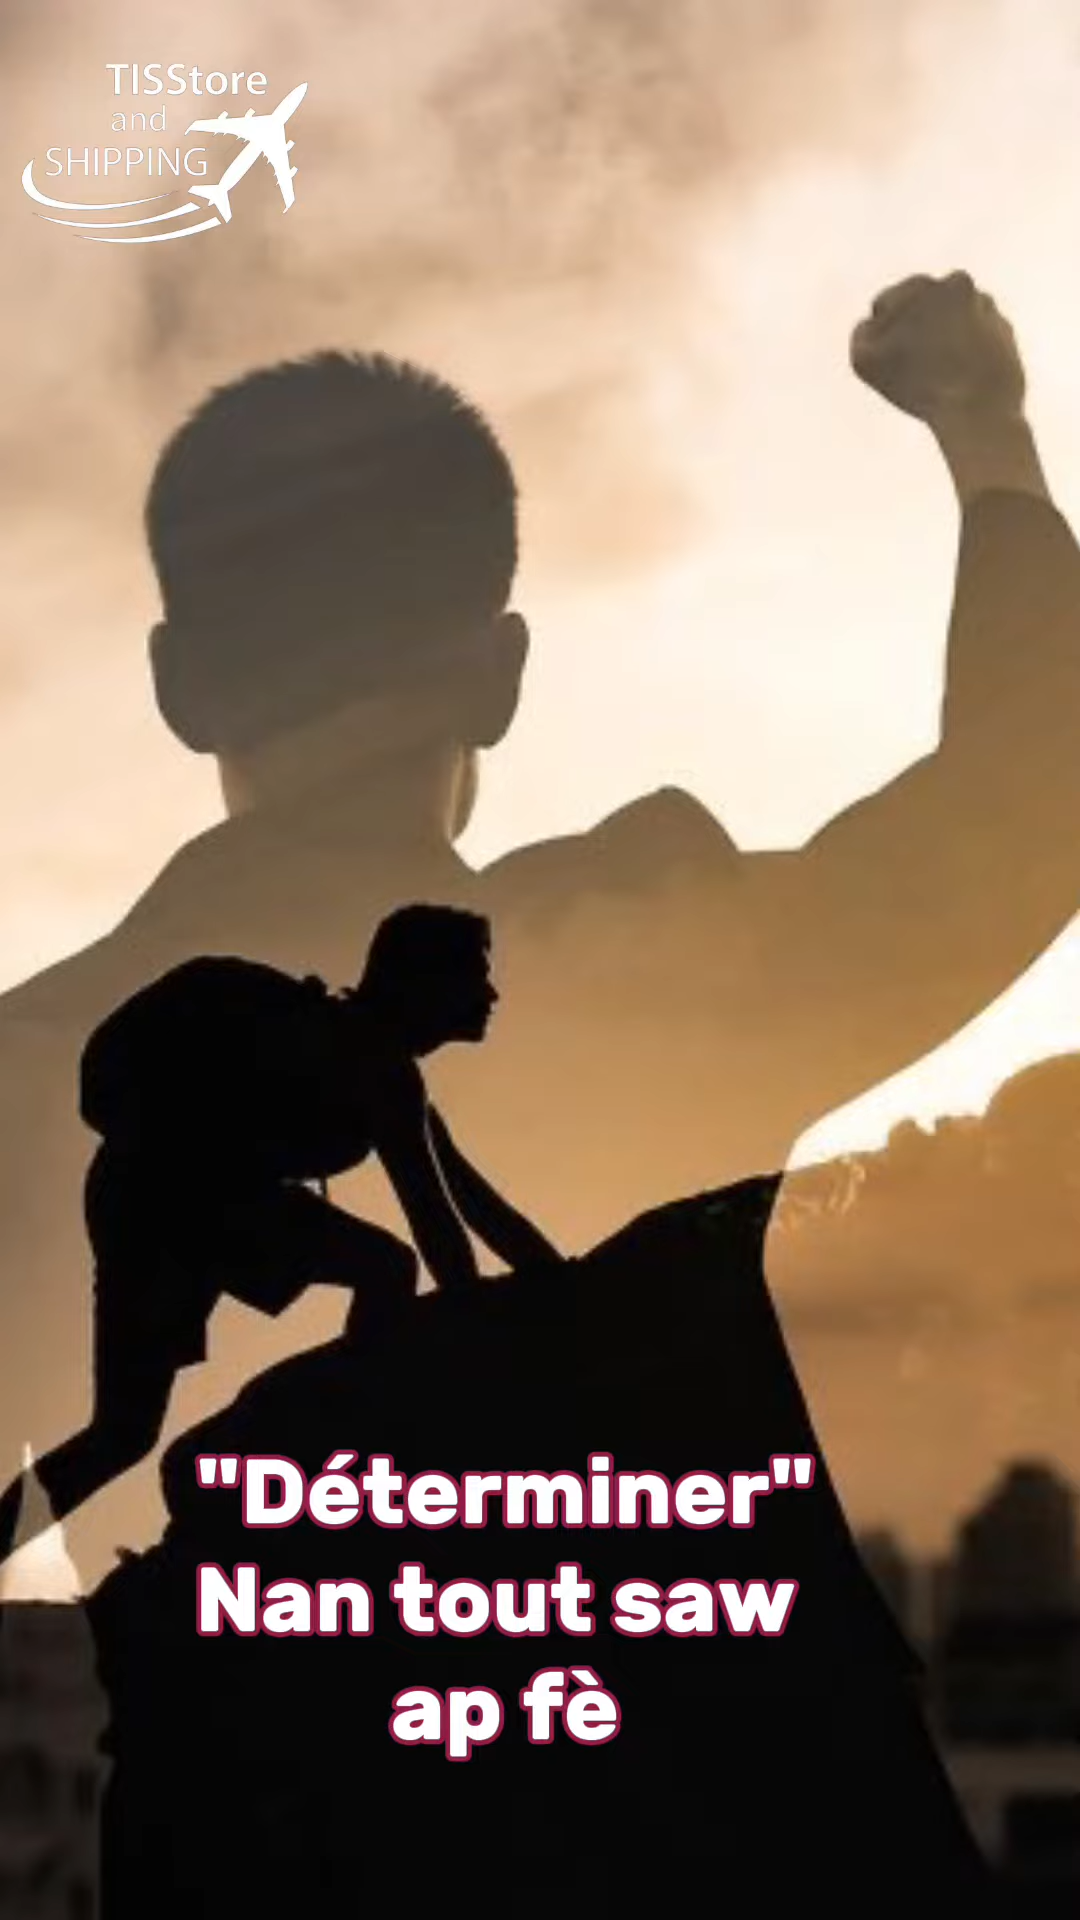 TISStore
and
SHIPPING
"Déterminer"
Nan tout saw
ap fè